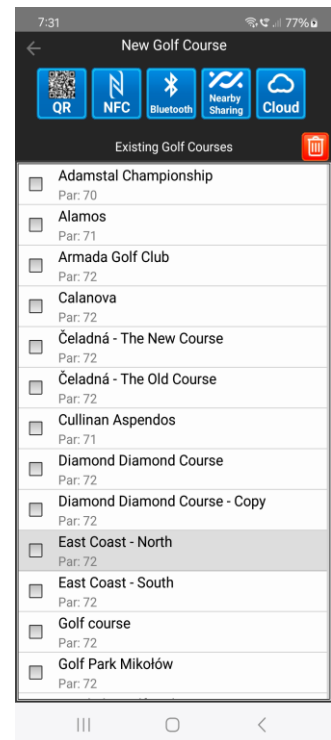 7:31
77%
New Golf Course
QR
NFC
Bluetooth
Nearby
Sharing
Cloud
Existing Golf Courses
Adamstal Championship
Par: 70
Alamos
Par: 71
Armada Golf Club
Par: 72
Calanova
Par: 72
Čeladná - The New Course
Par: 72
Čeladná - The Old Course
Par: 72
Cullinan Aspendos
Par: 71
Diamond Diamond Course
Par: 72
Diamond Diamond Course - Copy
Par: 72
East Coast - North
Par: 72
East Coast - South
Par: 72
Golf course
Par: 72
Golf Park Mikołów
Par: 72